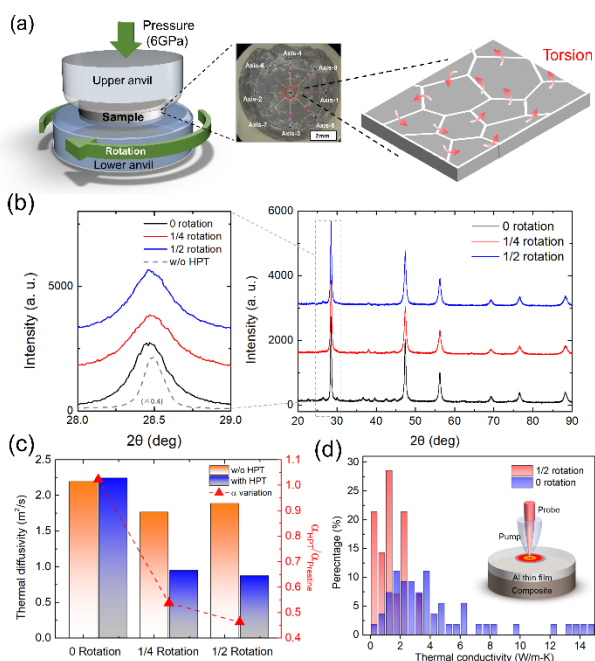 (a)
Pressure
(6GPa)
Upper anvil
Sample
Rotation
Lower anvil
Axis-4
Axis-6
Axis-8
Axis-2
Axis-1
Axis-7
Axis-5
Axis-3
2mm
Torsion
(b)
Intensity (a. u.)
5000
0
0 rotation
1/4 rotation
1/2 rotation
w/o HPT
(×0.4)
28.0 28.5 29.0
2θ (deg)
Intensity (a. u.)
6000
4000
2000
0
0 rotation
1/4 rotation
1/2 rotation
20 30 40 50 60 70 80 90
2θ (deg)
(c)
Thermal diffusivity (m²/s)
2.5
2.0
1.5
1.0
0.5
0.0
w/o HPT
with HPT
α variation
1.1
1.0
0.9
0.8
0.7
0.6
0.5
0.4
α_HPT/α_Prestine
0 Rotation 1/4 Rotation 1/2 Rotation
(d)
Perecntage (%)
30
25
20
15
10
5
0
1/2 rotation
0 rotation
Probe
Pump
Al thin film
Composite
0 2 4 6 8 10 12 14
Thermal conductivity (W/m-K)